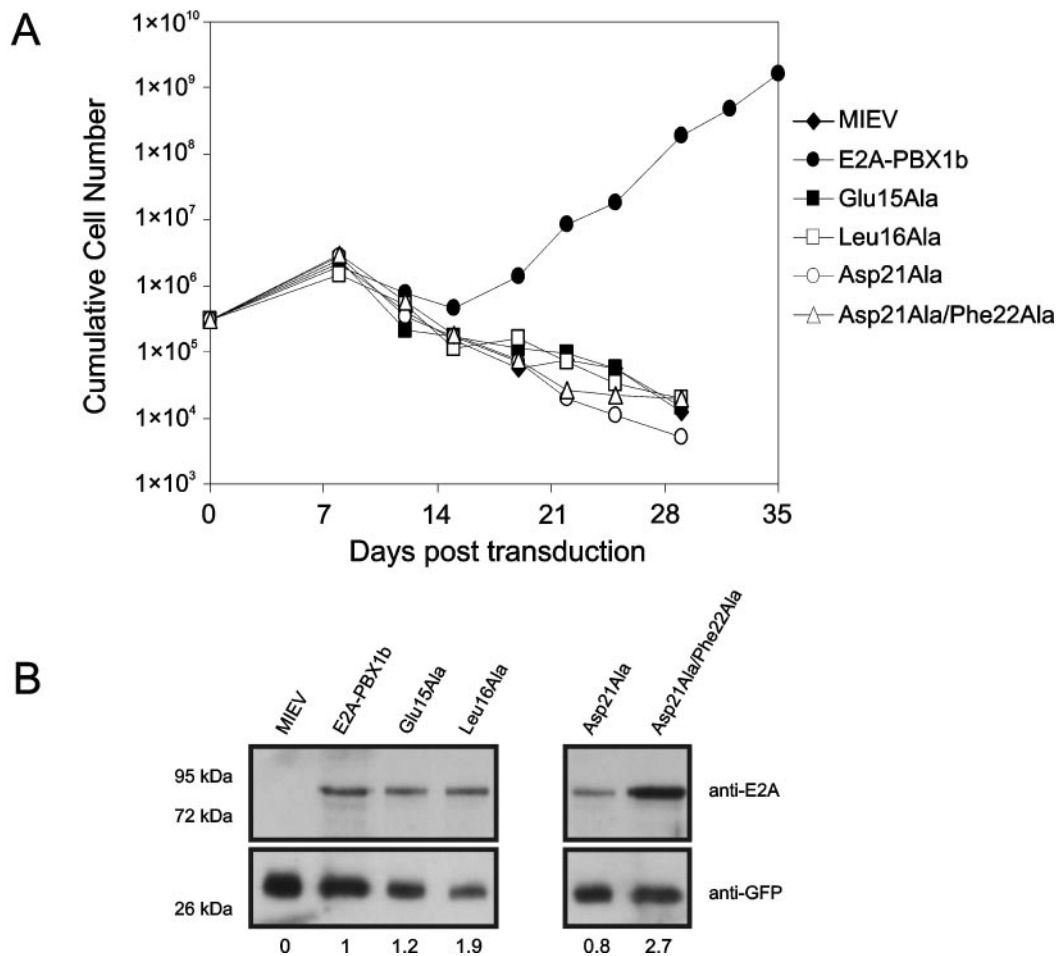 A
Cumulative Cell Number
1×10^10
1×10^9
1×10^8
1×10^7
1×10^6
1×10^5
1×10^4
1×10^3
0 7 14 21 28 35
Days post transduction
MIEV
E2A-PBX1b
Glu15Ala
Leu16Ala
Asp21Ala
Asp21Ala/Phe22Ala
B
MIEV E2A-PBX1b Glu15Ala Leu16Ala Asp21Ala Asp21Ala/Phe22Ala
95 kDa
72 kDa
anti-E2A
26 kDa
anti-GFP
0 1 1.2 1.9 0.8 2.7